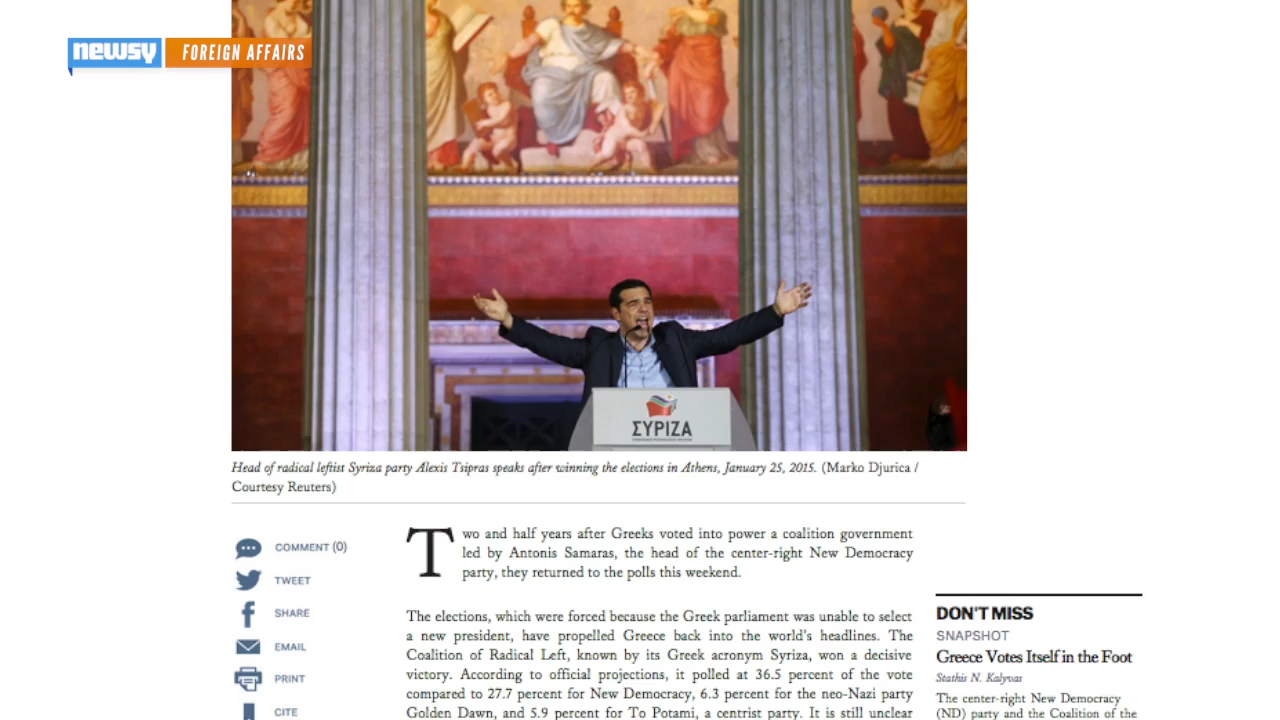 newsy FOREIGN AFFAIRS
ΣΥΡΙΖΑ
Head of radical leftist Syriza party Alexis Tsipras speaks after winning the elections in Athens, January 25, 2015. (Marko Djurica /
Courtesy Reuters)
COMMENT (0)
TWEET
SHARE
EMAIL
PRINT
CITE
Two and half years after Greeks voted into power a coalition government
led by Antonis Samaras, the head of the center-right New Democracy
party, they returned to the polls this weekend.
The elections, which were forced because the Greek parliament was unable to select
a new president, have propelled Greece back into the world's headlines. The
Coalition of Radical Left, known by its Greek acronym Syriza, won a decisive
victory. According to official projections, it polled at 36.5 percent of the vote
compared to 27.7 percent for New Democracy, 6.3 percent for the neo-Nazi party
Golden Dawn, and 5.9 percent for To Potami, a centrist party. It is still unclear
DON'T MISS
SNAPSHOT
Greece Votes Itself in the Foot
Stathis N. Kalyvas
The center-right New Democracy
(ND) party and the Coalition of the